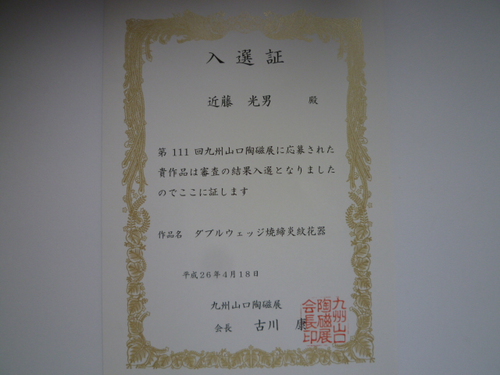 入選証
近藤 光男 殿
第111回九州山口陶磁展に応募された
貴作品は審査の結果入選となりました
のでここに証します
作品名 ダブルウェッジ焼締炎紋花器
平成26年4月18日
九州山口陶磁展
会長 古川 康
九州山口
陶磁展
会長印